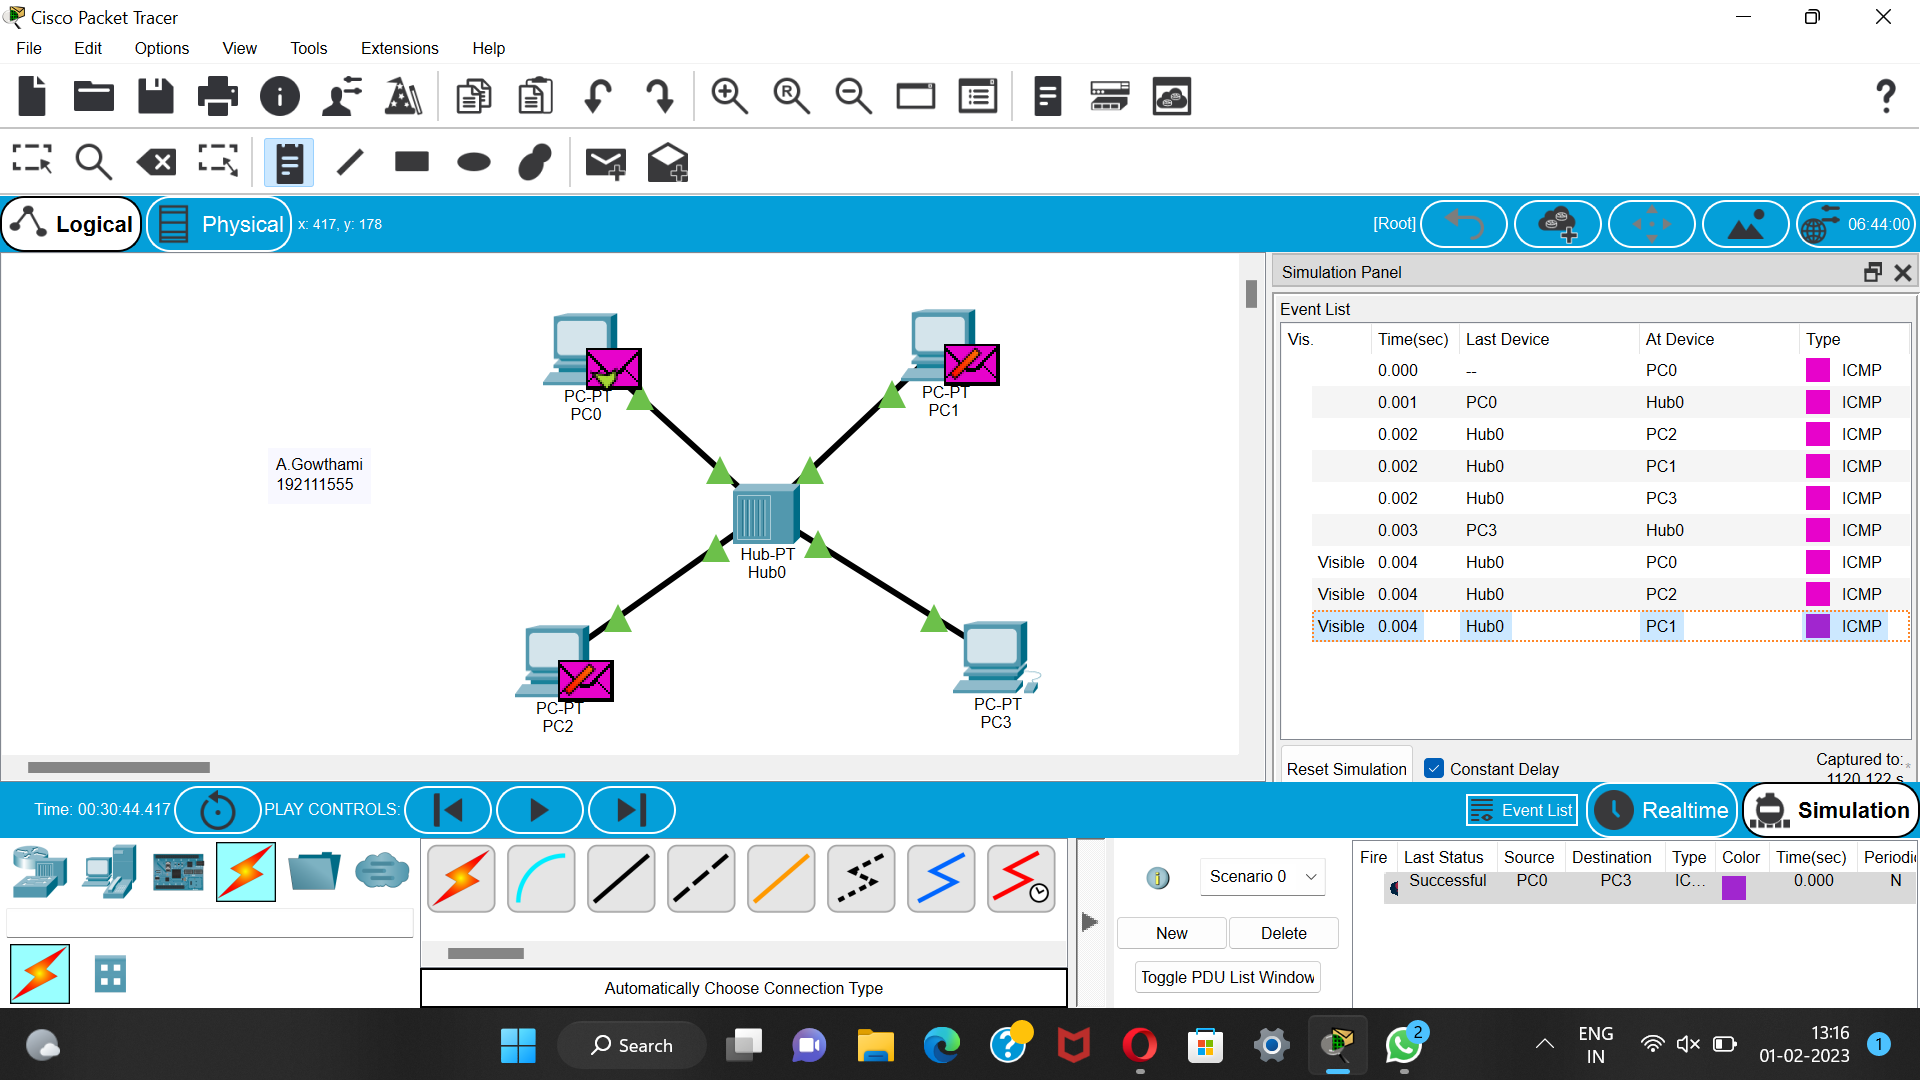 Cisco Packet Tracer
File Edit Options View Tools Extensions Help
Logical Physical x: 417, y: 178 [Root] 06:44:00
Simulation Panel
Event List
Vis. Time(sec) Last Device At Device Type
0.000 -- PC0 ICMP
0.001 PC0 Hub0 ICMP
0.002 Hub0 PC2 ICMP
0.002 Hub0 PC1 ICMP
0.002 Hub0 PC3 ICMP
0.003 PC3 Hub0 ICMP
Visible 0.004 Hub0 PC0 ICMP
Visible 0.004 Hub0 PC2 ICMP
Visible 0.004 Hub0 PC1 ICMP
PC-PT
PC0
PC-PT
PC1
A.Gowthami
192111555
Hub-PT
Hub0
PC-PT
PC2
PC-PT
PC3
Reset Simulation Constant Delay Captured to:*
1120.122 s
Time: 00:30:44.417 PLAY CONTROLS: Event List Realtime Simulation
Scenario 0
New Delete
Toggle PDU List Window
Fire Last Status Source Destination Type Color Time(sec) Periodic
Successful PC0 PC3 IC... 0.000 N
Automatically Choose Connection Type
Search
2
ENG
IN
13:16
01-02-2023
1